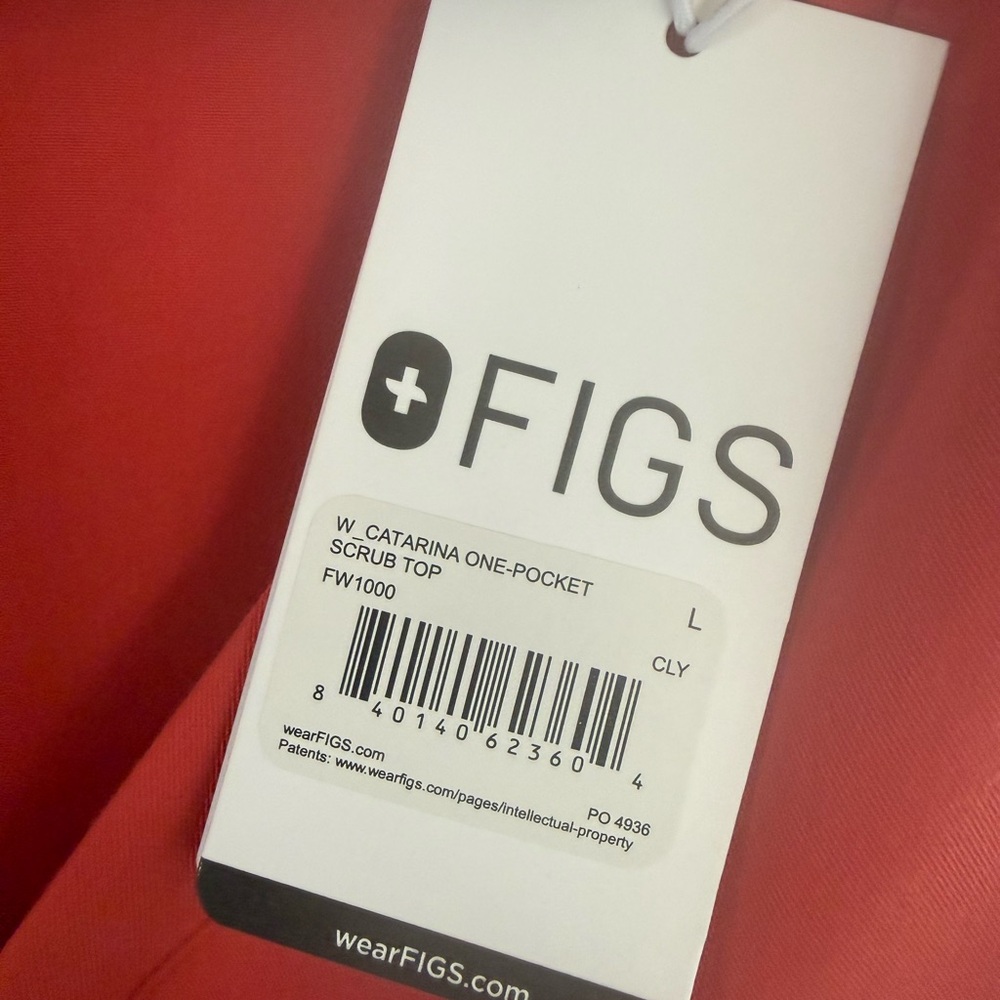 FIGS
W_CATARINA ONE-POCKET
SCRUB TOP
FW1000
L
CLY
8 40140 62360 4
wearFIGS.com
Patents: www.wearfigs.com/pages/intellectual-property
PO 4936
wearFIGS.com